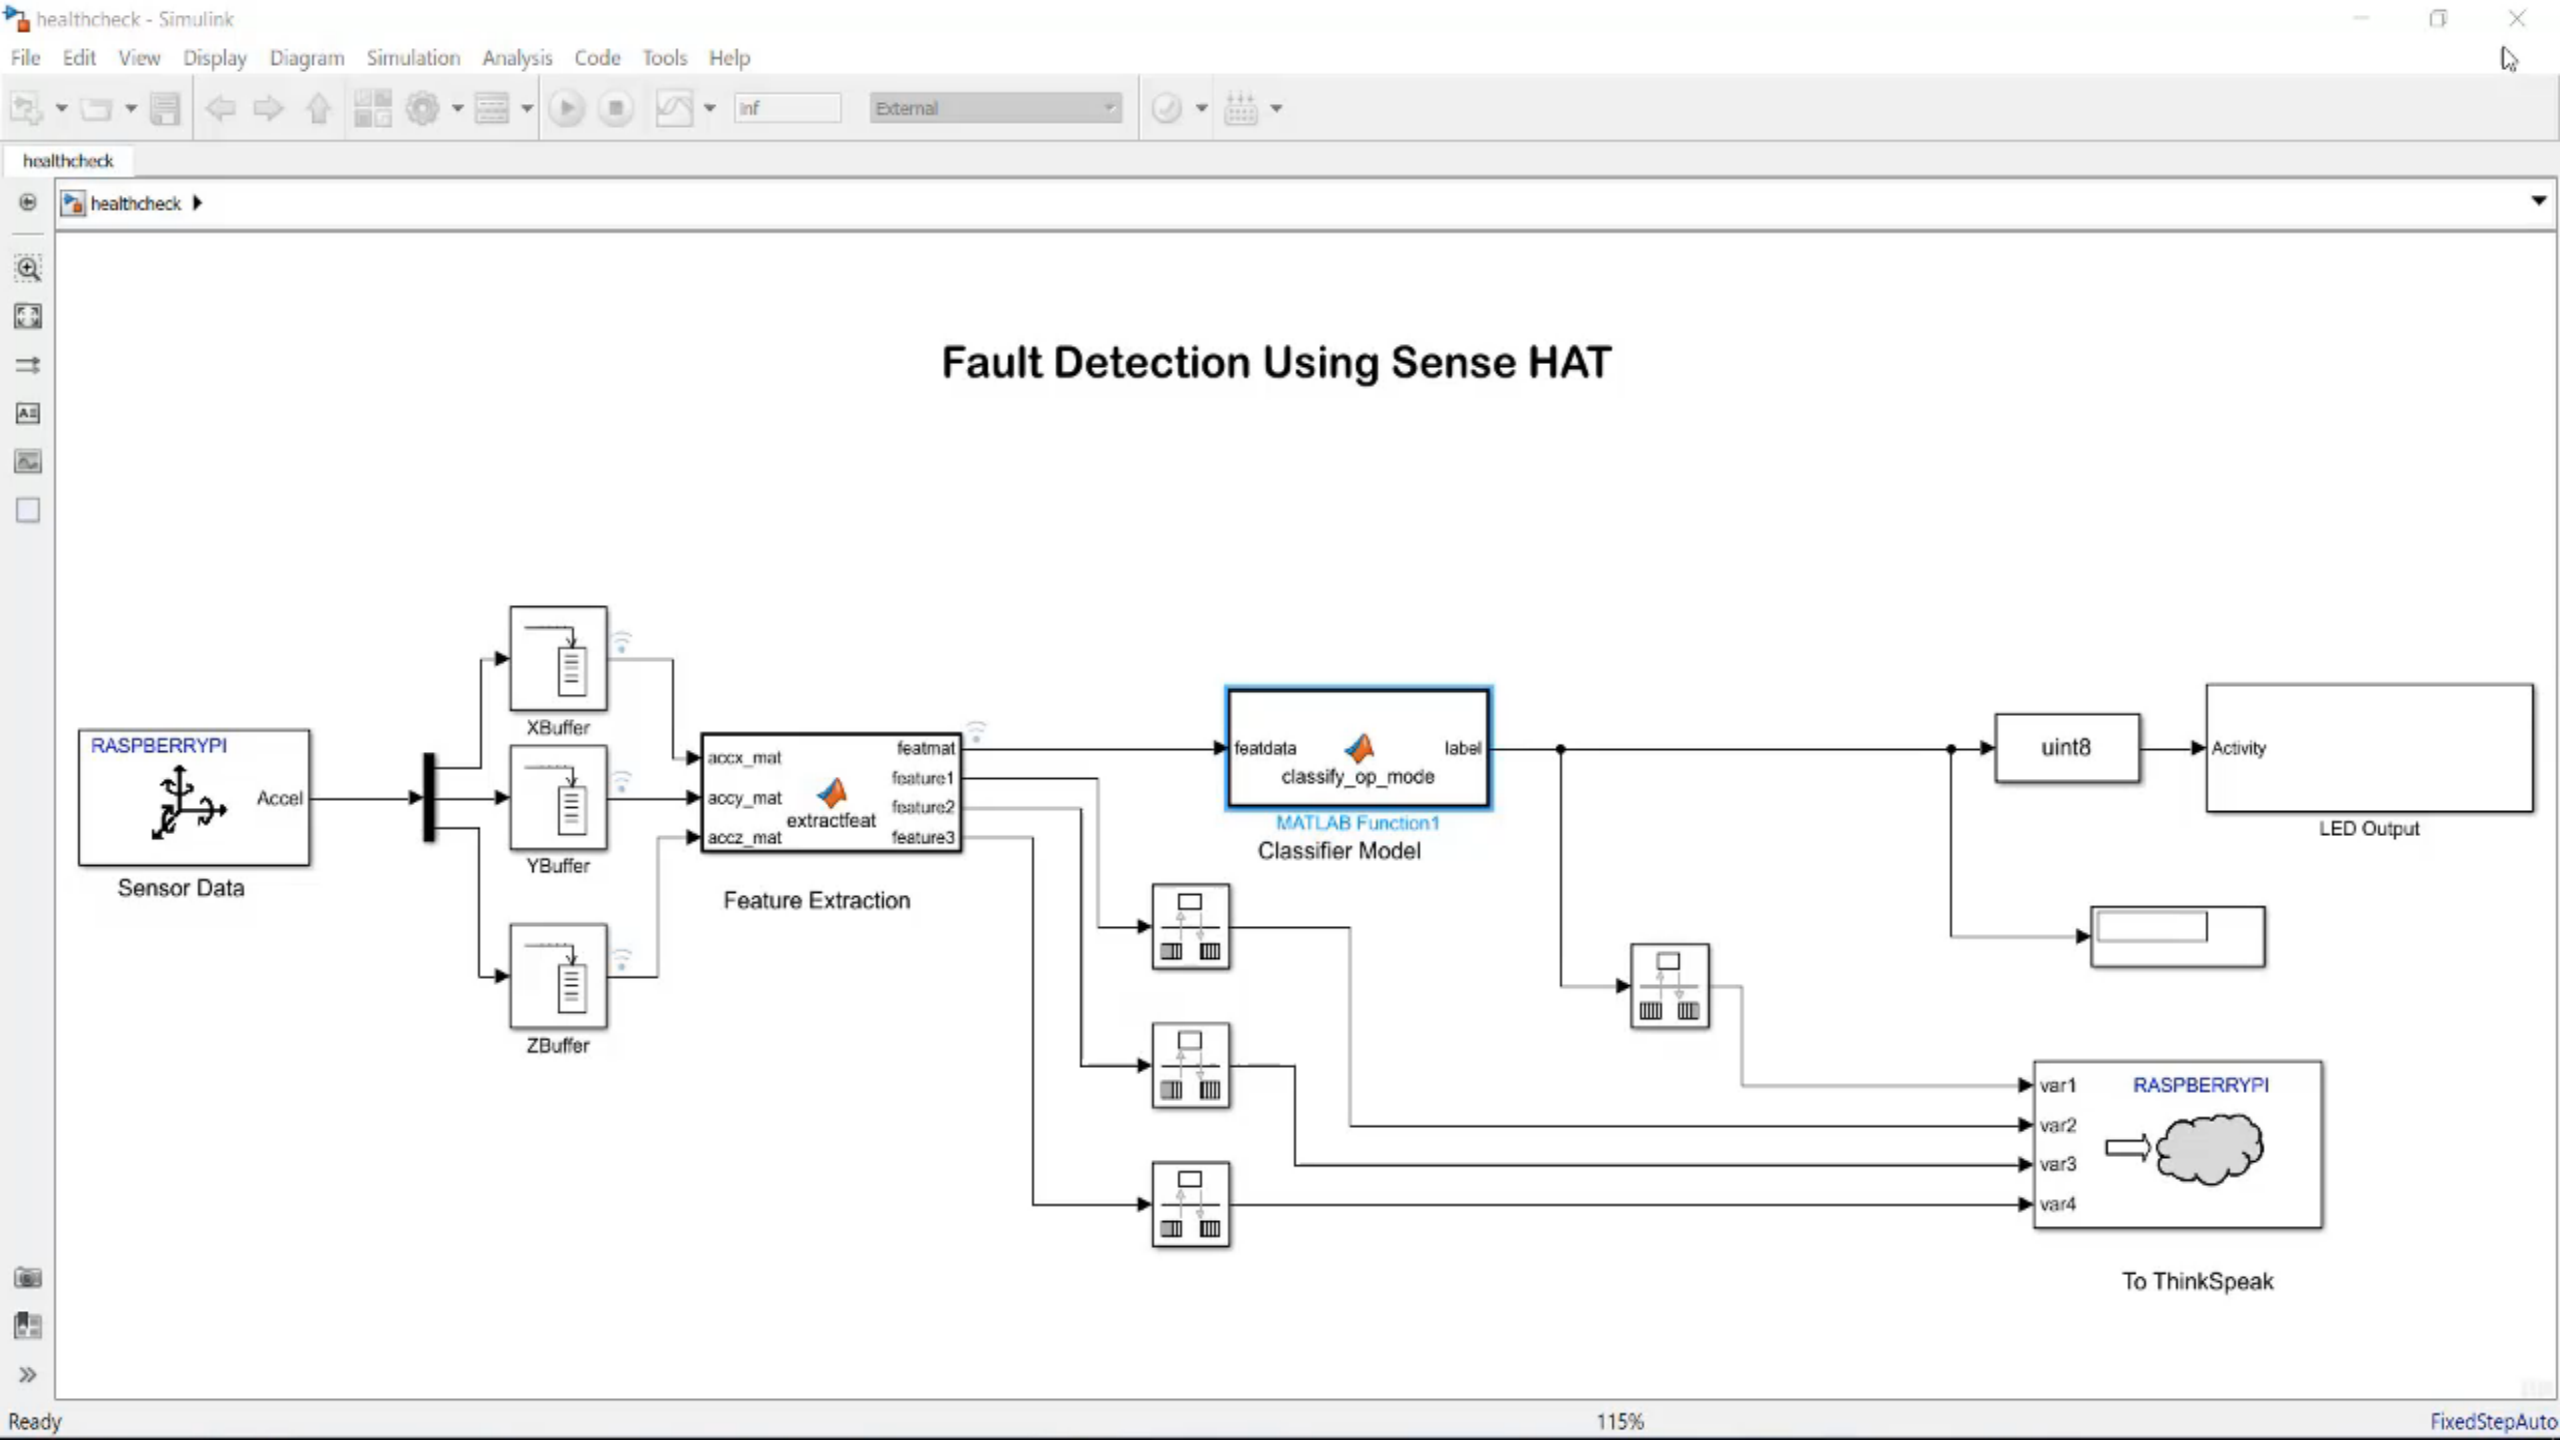 healthcheck - Simulink
File Edit View Display Diagram Simulation Analysis Code Tools Help
inf External
healthcheck
healthcheck
Fault Detection Using Sense HAT
RASPBERRYPI
Accel
Sensor Data
XBuffer
YBuffer
ZBuffer
accx_mat
accy_mat
accz_mat
extractfeat
featmat
feature1
feature2
feature3
Feature Extraction
featdata
label
classify_op_mode
MATLAB Function1
Classifier Model
uint8
Activity
LED Output
var1
var2
var3
var4
RASPBERRYPI
To ThinkSpeak
Ready 115% FixedStepAuto